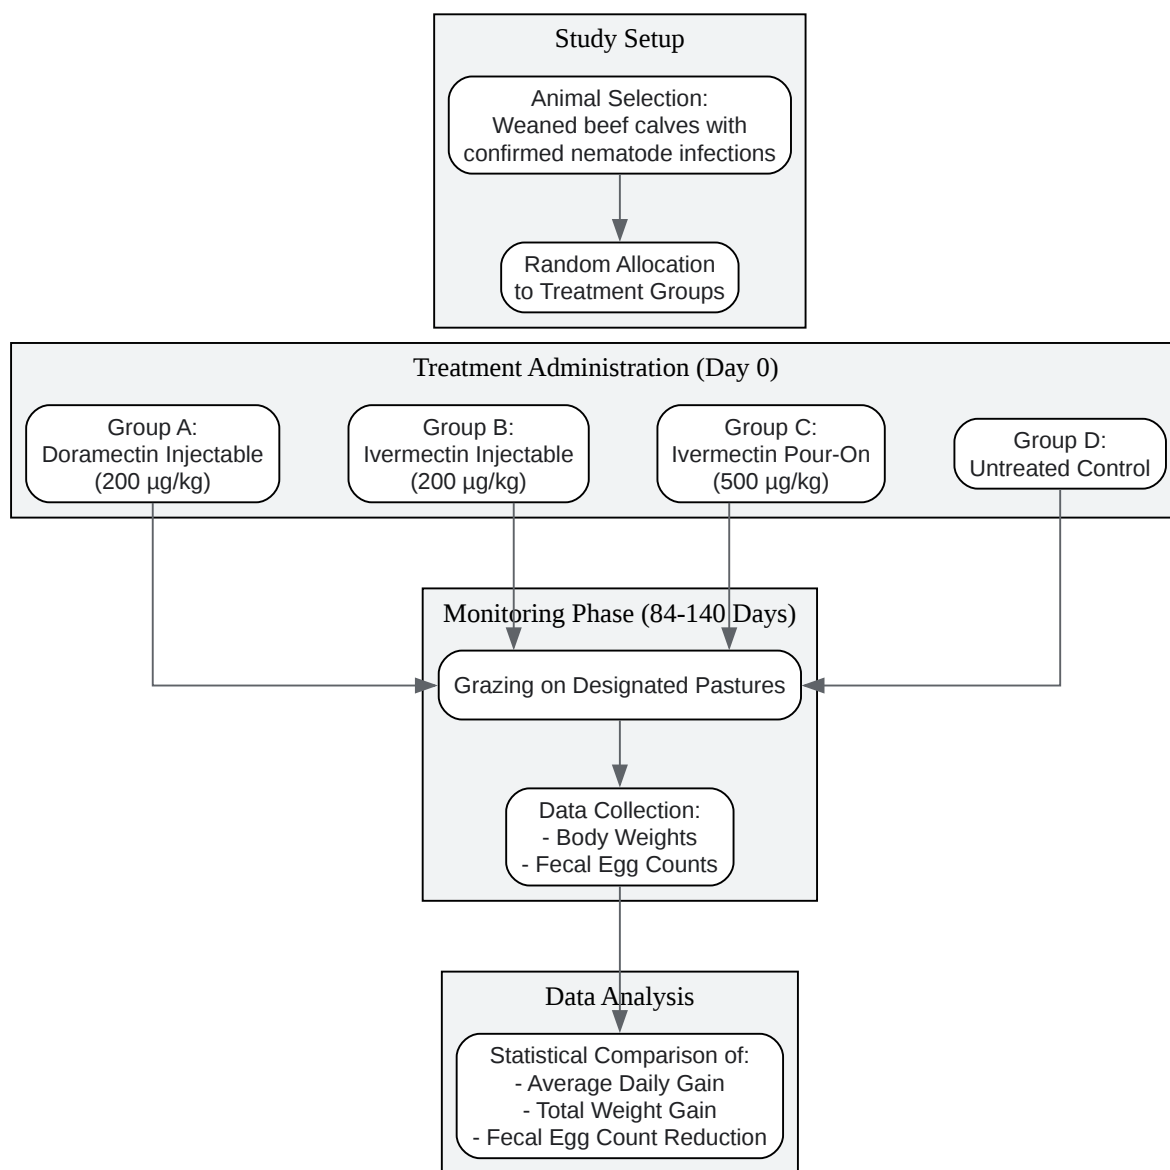 Study Setup
Animal Selection:
Weaned beef calves with
confirmed nematode infections
Random Allocation
to Treatment Groups
Treatment Administration (Day 0)
Group A:
Doramectin Injectable
(200 µg/kg)
Group B:
Ivermectin Injectable
(200 µg/kg)
Group C:
Ivermectin Pour-On
(500 µg/kg)
Group D:
Untreated Control
Monitoring Phase (84-140 Days)
Grazing on Designated Pastures
Data Collection:
- Body Weights
- Fecal Egg Counts
Data Analysis
Statistical Comparison of:
- Average Daily Gain
- Total Weight Gain
- Fecal Egg Count Reduction